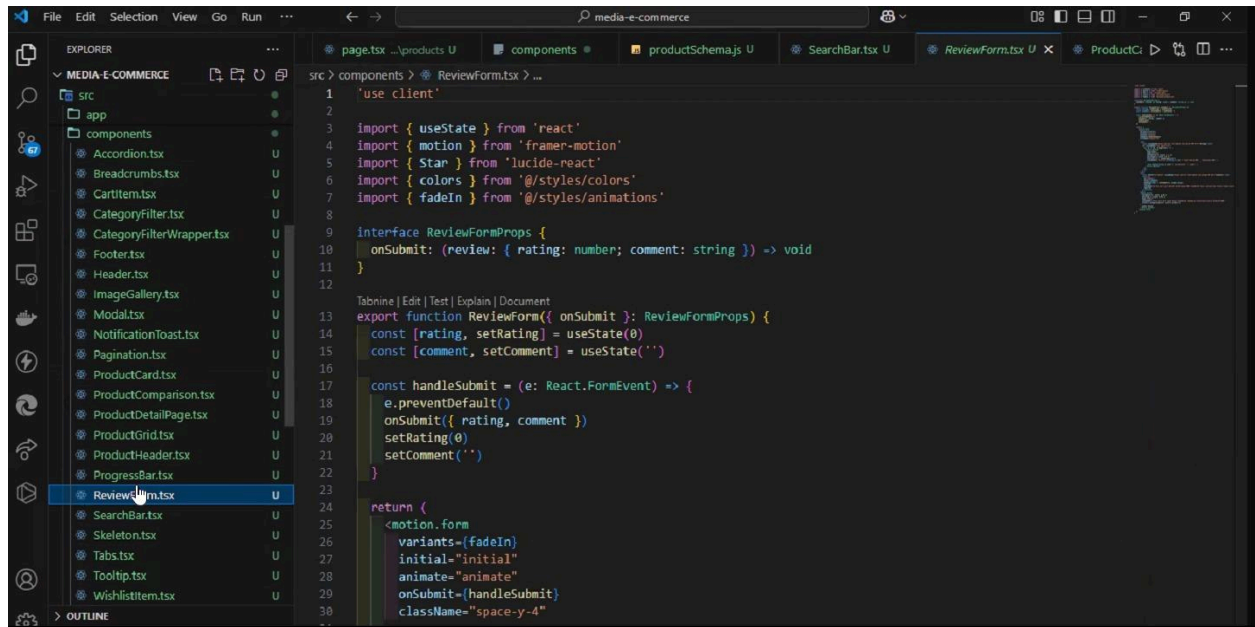 File Edit Selection View Go Run ··· media-e-commerce
EXPLORER ···
page.tsx ...\products U components productSchema.js U SearchBar.tsx U ReviewForm.tsx U
MEDIA-E-COMMERCE
src
app
components
Accordion.tsx U
Breadcrumbs.tsx U
CartItem.tsx U
CategoryFilter.tsx U
CategoryFilterWrapper.tsx U
Footer.tsx U
Header.tsx U
ImageGallery.tsx U
Modal.tsx U
NotificationToast.tsx U
Pagination.tsx U
ProductCard.tsx U
ProductComparison.tsx U
ProductDetailPage.tsx U
ProductGrid.tsx U
ProductHeader.tsx U
ProgressBar.tsx U
U
SearchBar.tsx U
Skeleton.tsx U
Tabs.tsx U
Tooltip.tsx U
WishlistItem.tsx U
OUTLINE
67
src > components > ReviewForm.tsx > ...
1 'use client'
2
3 import { useState } from 'react'
4 import { motion } from 'framer-motion'
5 import { Star } from 'lucide-react'
6 import { colors } from '@/styles/colors'
7 import { fadeIn } from '@/styles/animations'
8
9 interface ReviewFormProps {
10 onSubmit: (review: { rating: number; comment: string }) => void
11 }
12
Tabnine | Edit | Test | Explain | Document
13 export function ReviewForm({ onSubmit }: ReviewFormProps) {
14 const [rating, setRating] = useState(0)
15 const [comment, setComment] = useState('')
16
17 const handleSubmit = (e: React.FormEvent) => {
18 e.preventDefault()
19 onSubmit({ rating, comment })
20 setRating(0)
21 setComment('')
22 }
23
24 return (
25 <motion.form
26 variants={fadeIn}
27 initial="initial"
28 animate="animate"
29 onSubmit={handleSubmit}
30 className="space-y-4"